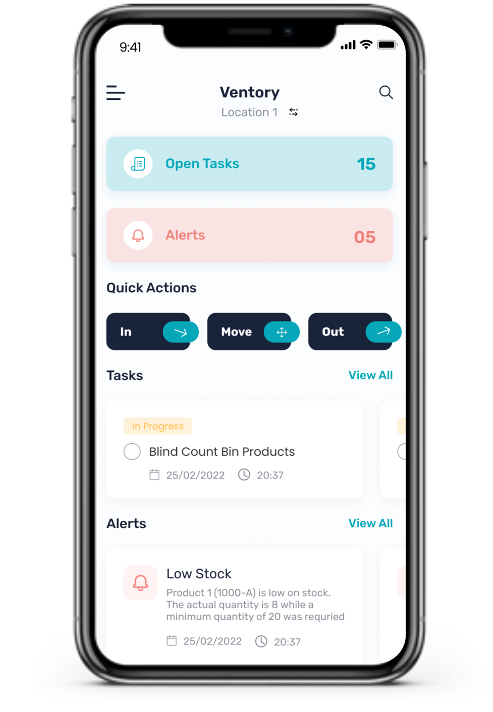 9:41
Ventory
Location 1
Open Tasks 15
Alerts 05
Quick Actions
In Move Out
Tasks View All
In Progress
Blind Count Bin Products
25/02/2022 20:37
Alerts View All
Low Stock
Product 1 (1000-A) is low on stock.
The actual quantity is 8 while a
minimum quantity of 20 was requried
25/02/2022 20:37